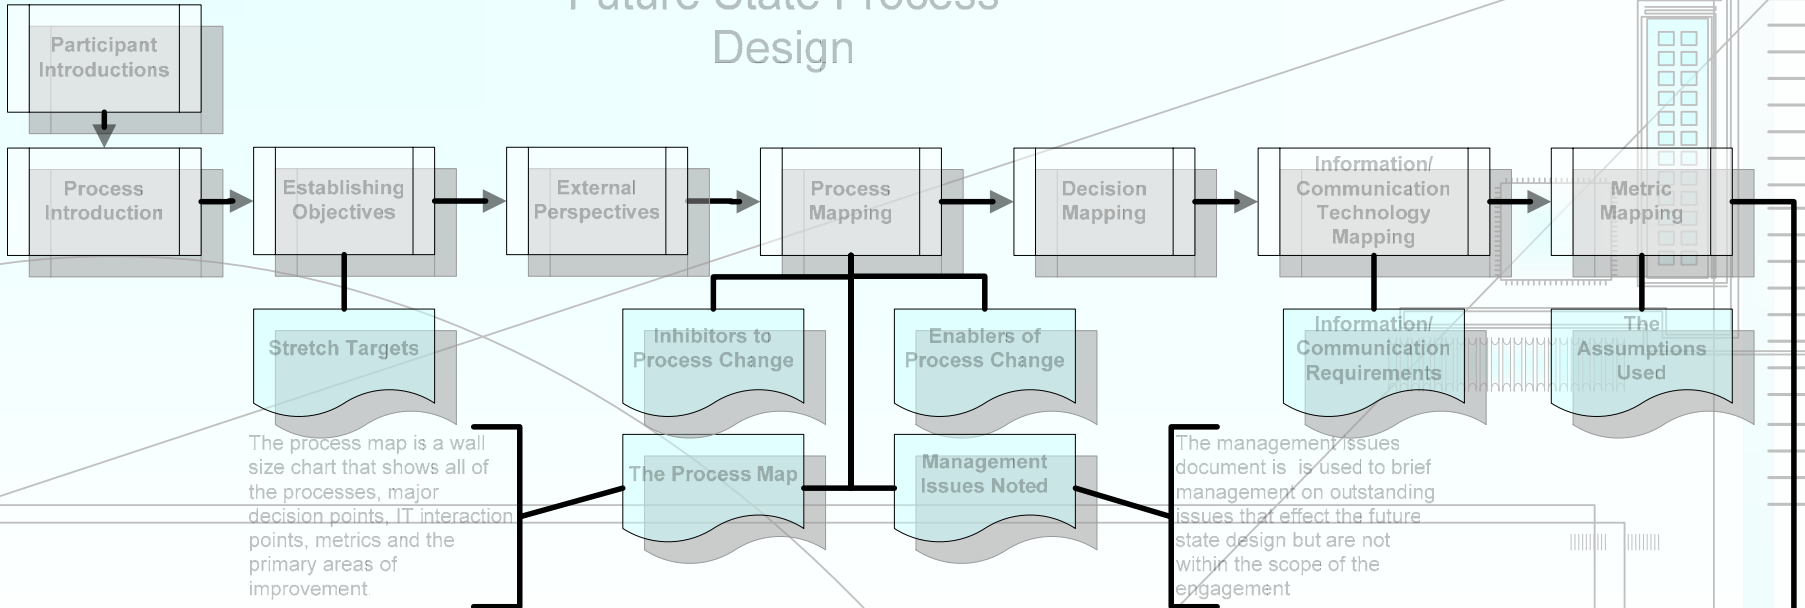 Future State Process
Design
Participant
Introductions
Process
Introduction
Establishing
Objectives
External
Perspectives
Process
Mapping
Decision
Mapping
Information/
Communication
Technology
Mapping
Metric
Mapping
Stretch Targets
Inhibitors to
Process Change
Enablers of
Process Change
Information/
Communication
Requirements
The
Assumptions
Used
The process map is a wall
size chart that shows all of
the processes, major
decision points, IT interaction
points, metrics and the
primary areas of
improvement
The Process Map
Management
Issues Noted
The management issues
document is is used to brief
management on outstanding
issues that effect the future
state design but are not
within the scope of the
engagement